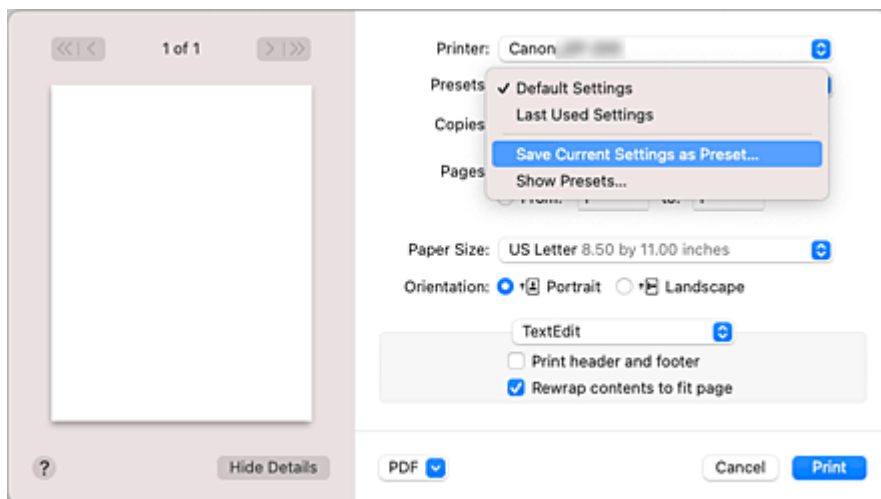 1 of 1
Printer: Canon
Presets
✓ Default Settings
Last Used Settings
Save Current Settings as Preset...
Show Presets...
Copies
Pages
From: to:
Paper Size: US Letter 8.50 by 11.00 inches
Orientation: Portrait Landscape
TextEdit
Print header and footer
Rewrap contents to fit page
? Hide Details PDF Cancel Print